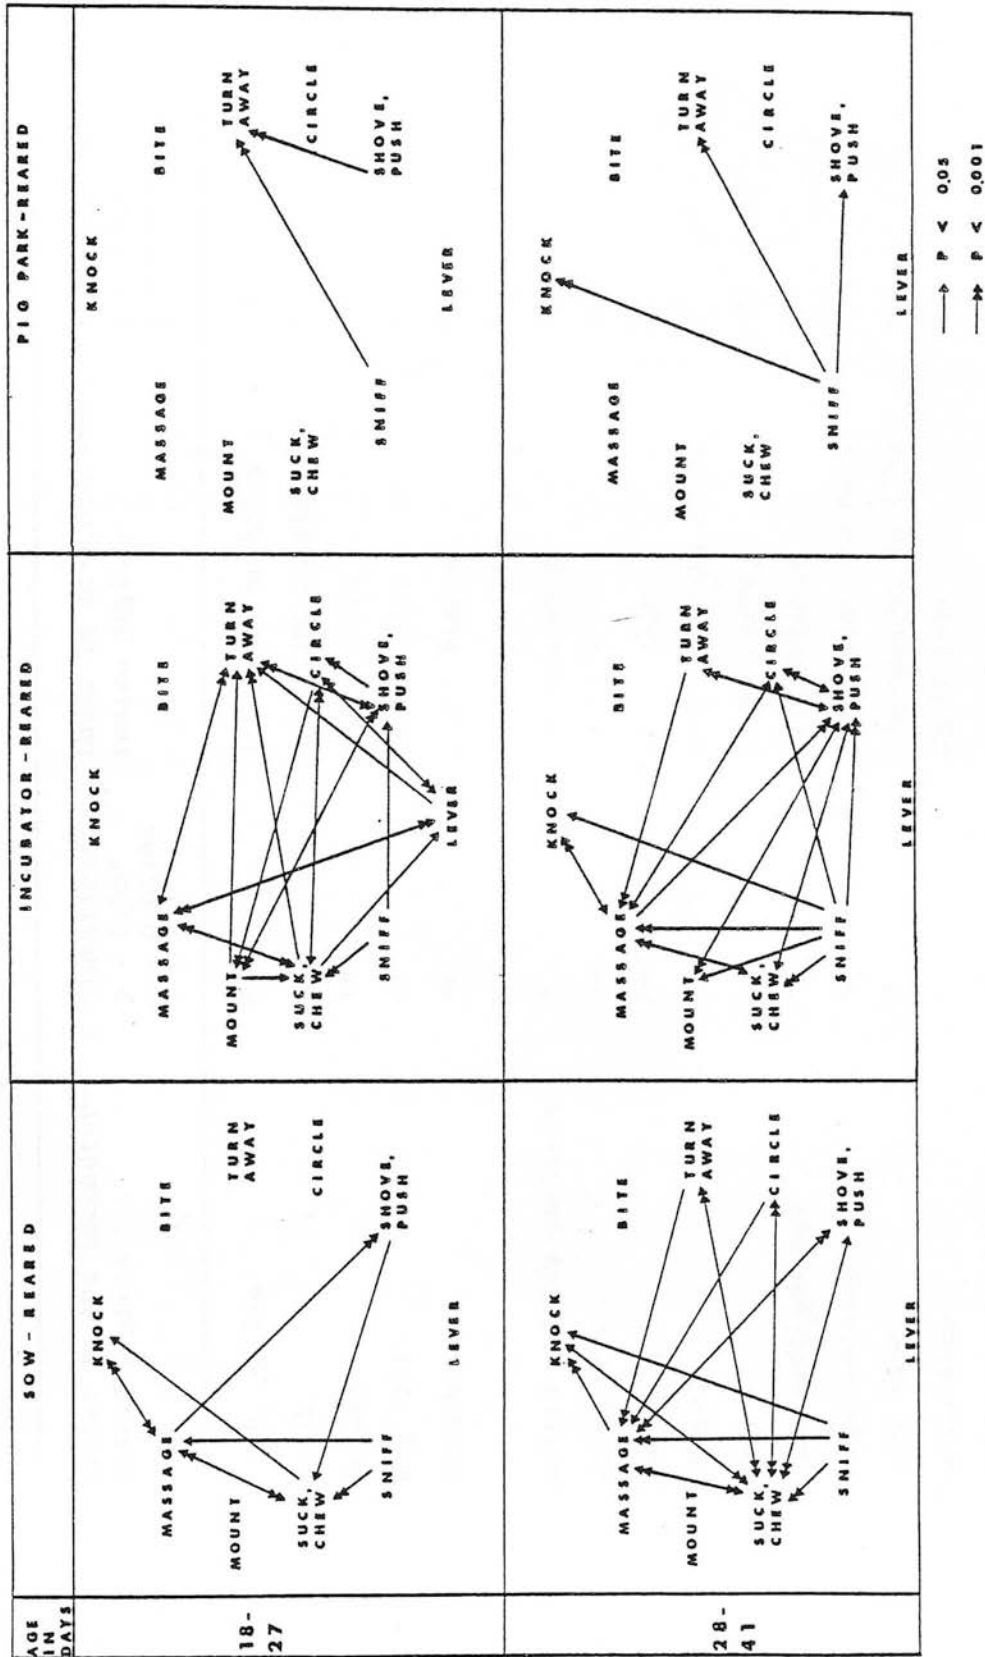 AGE
IN
DAYS
SOW - REARED
INCUBATOR - REARED
PIG PARK - REARED
18-
27
KNOCK
MASSAGE
BITE
MOUNT
TURN
AWAY
SUCK,
CHEW
CIRCLE
SNIFF
SHOVE,
PUSH
LEVER
KNOCK
MASSAGE
BITE
MOUNT
TURN
AWAY
SUCK,
CHEW
CIRCLE
SNIFF
SHOVE,
PUSH
LEVER
KNOCK
MASSAGE
BITE
MOUNT
TURN
AWAY
SUCK,
CHEW
CIRCLE
SNIFF
SHOVE,
PUSH
LEVER
28-
41
KNOCK
MASSAGE
BITE
MOUNT
TURN
AWAY
SUCK,
CHEW
CIRCLE
SNIFF
SHOVE,
PUSH
LEVER
KNOCK
MASSAGE
BITE
MOUNT
TURN
AWAY
SUCK,
CHEW
CIRCLE
SNIFF
SHOVE,
PUSH
LEVER
KNOCK
MASSAGE
BITE
MOUNT
TURN
AWAY
SUCK,
CHEW
CIRCLE
SNIFF
SHOVE,
PUSH
LEVER
P < 0.05
P < 0.001